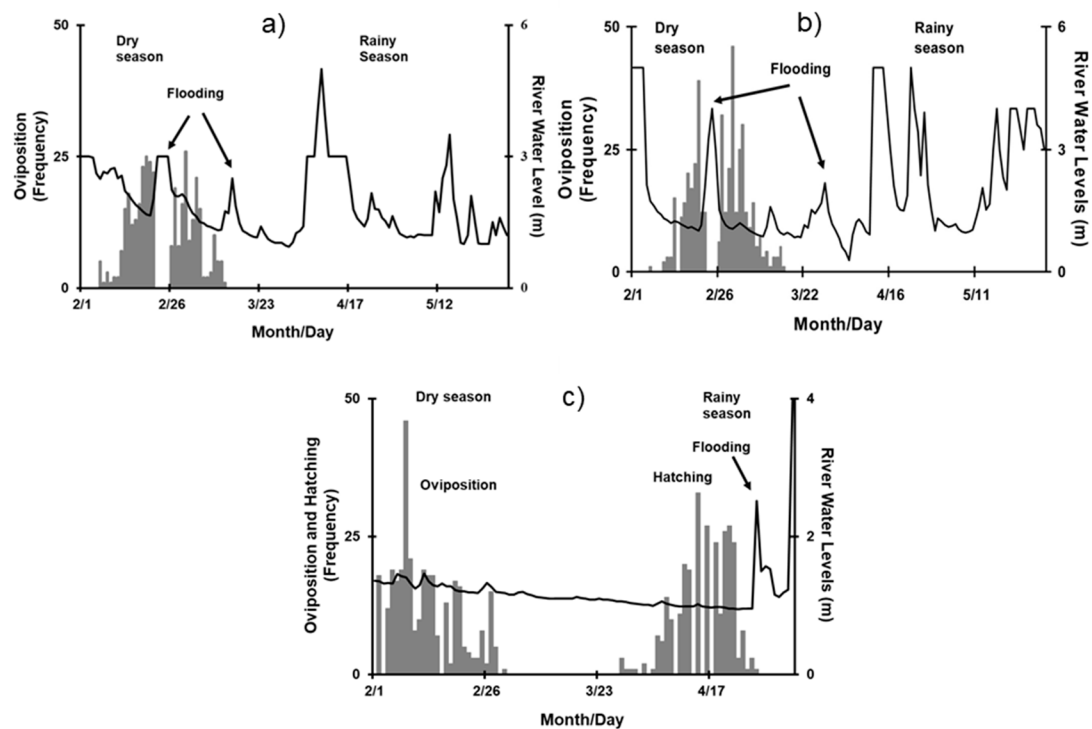 a)
50
25
0
Oviposition
(Frequency)
Dry
season
Flooding
Rainy
Season
6
3
0
River Water Levels (m)
2/1
2/26
3/23
4/17
5/12
Month/Day
b)
50
25
0
Oviposition
(Frequency)
Dry
season
Flooding
Rainy
season
6
3
0
River Water Levels (m)
2/1
2/26
3/22
4/16
5/11
Month/Day
c)
50
25
0
Oviposition and Hatching
(Frequency)
Dry season
Oviposition
Hatching
Rainy
season
Flooding
4
2
0
River Water Levels (m)
2/1
2/26
3/23
4/17
Month/Day